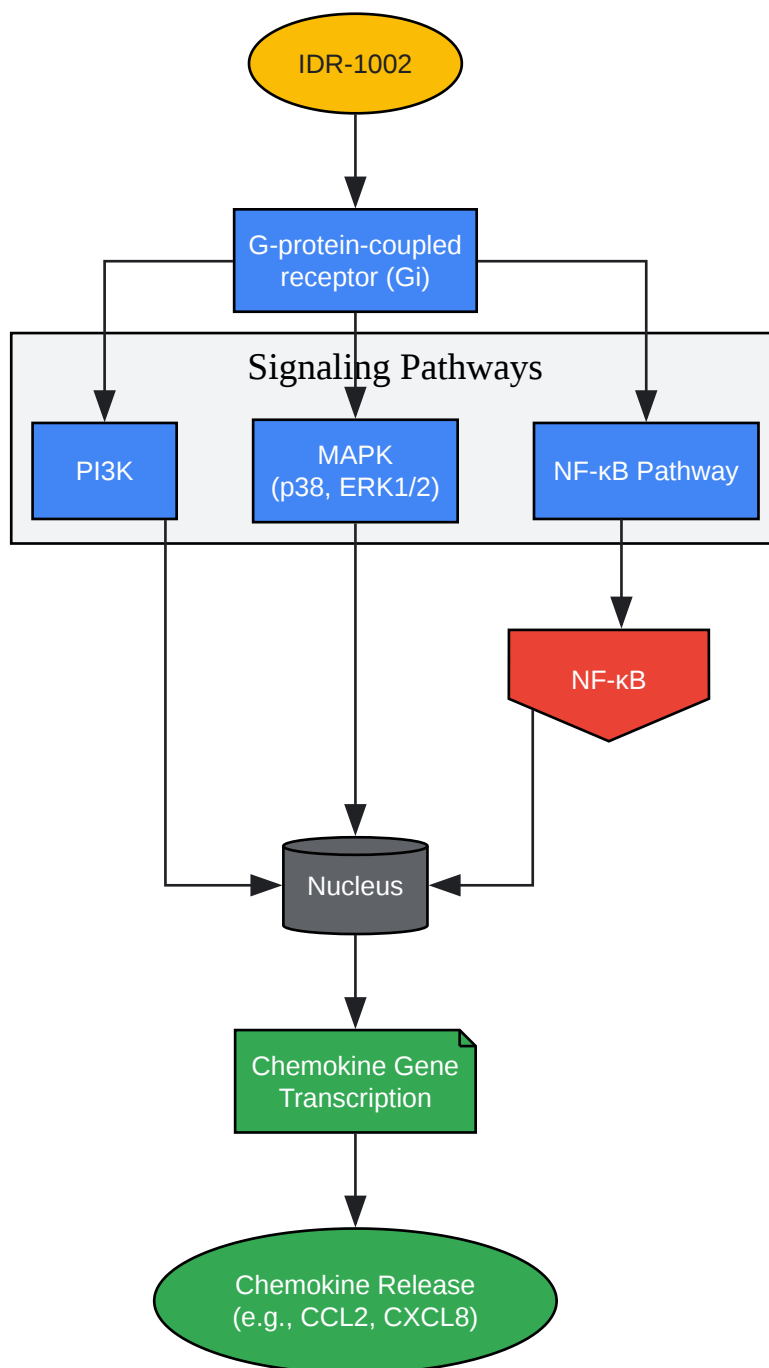 IDR-1002
G-protein-coupled
receptor (Gi)
Signaling Pathways
PI3K
MAPK
(p38, ERK1/2)
NF-κB Pathway
NF-κB
Nucleus
Chemokine Gene
Transcription
Chemokine Release
(e.g., CCL2, CXCL8)